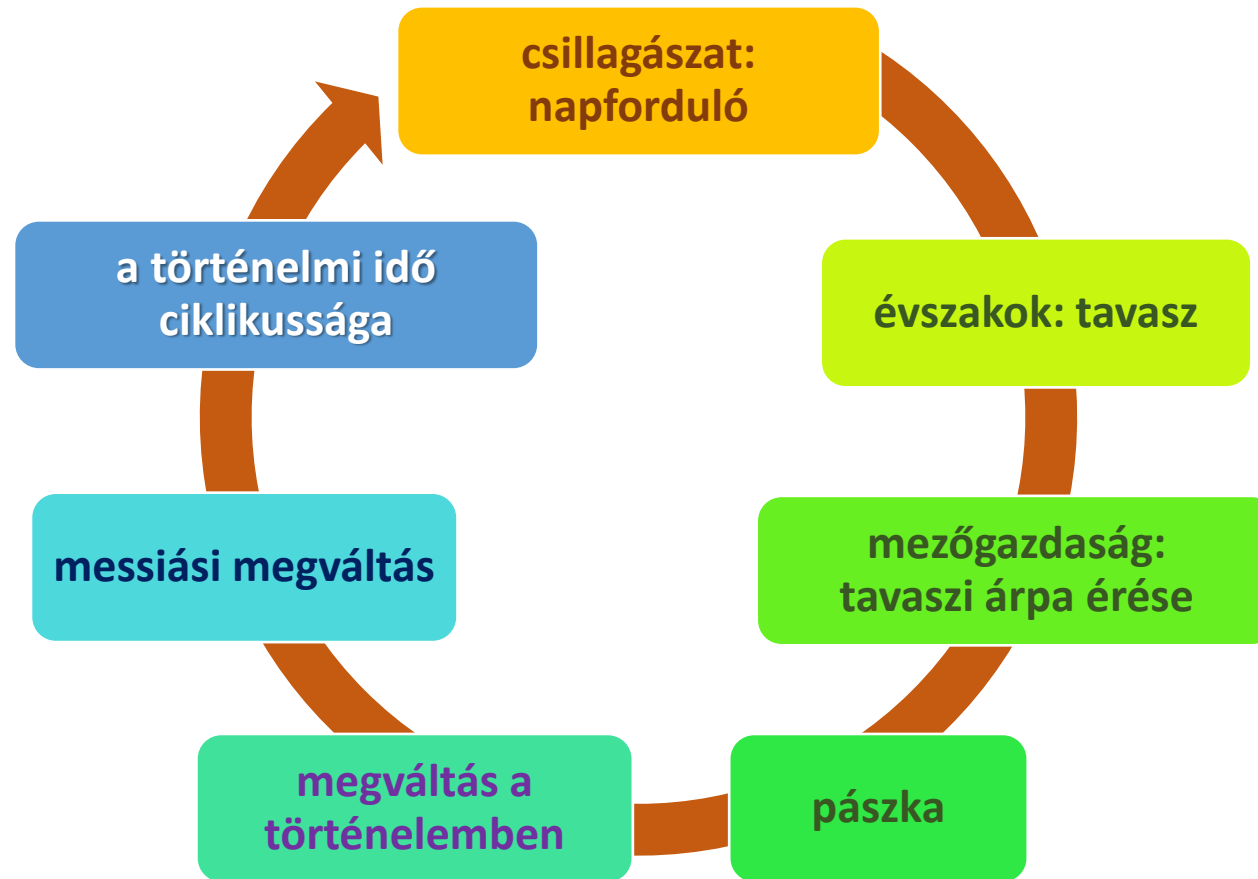 csillagászat:
napforduló
évszakok: tavasz
mezőgazdaság:
tavaszi árpa érése
pászka
megváltás a
történelemben
messiási megváltás
a történelmi idő
ciklikussága